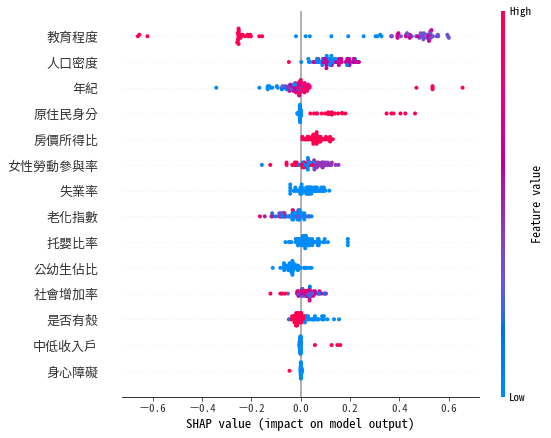 High
教育程度
人口密度
年紀
原住民身分
房價所得比
女性勞動參與率
失業率
老化指數
托嬰比率
公幼生佔比
社會增加率
是否有殼
中低收入戶
身心障礙
Feature value
Low
−0.6 −0.4 −0.2 0.0 0.2 0.4 0.6
SHAP value (impact on model output)